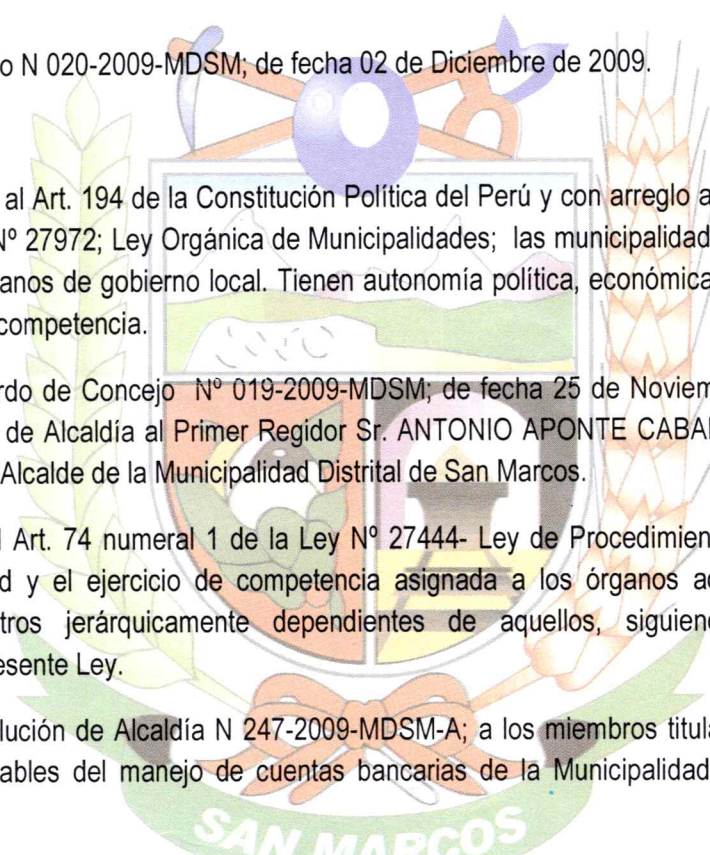 o N 020-2009-MDSM; de fecha 02 de Diciembre de 2009.
al Art. 194 de la Constitución Política del Perú y con arreglo a
Nº 27972; Ley Orgánica de Municipalidades; las municipalidad
anos de gobierno local. Tienen autonomía política, económica
competencia.
rdo de Concejo Nº 019-2009-MDSM; de fecha 25 de Noviem
de Alcaldía al Primer Regidor Sr. ANTONIO APONTE CABA
Alcalde de la Municipalidad Distrital de San Marcos.
l Art. 74 numeral 1 de la Ley Nº 27444- Ley de Procedimien
d y el ejercicio de competencia asignada a los órganos ad
tros jerárquicamente dependientes de aquellos, siguiend
esente Ley.
lución de Alcaldía N 247-2009-MDSM-A; a los miembros titula
ables del manejo de cuentas bancarias de la Municipalidad
SAN MARCOS